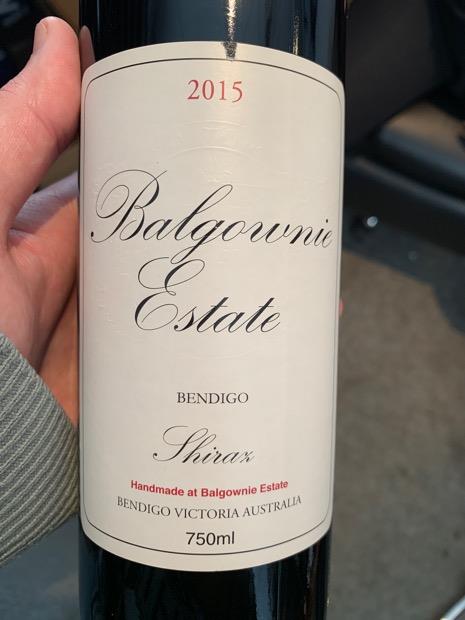 2015
Balgownie
Estate
BENDIGO
Shiraz
Handmade at Balgownie Estate
BENDIGO VICTORIA AUSTRALIA
750ml